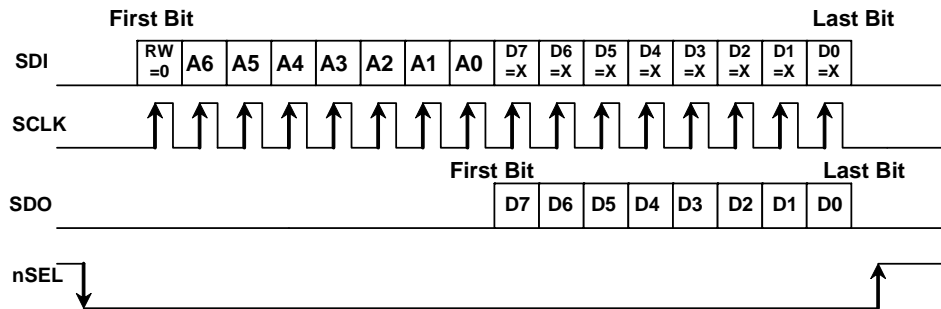 First Bit Last Bit
SDI RW =0 A6 A5 A4 A3 A2 A1 A0 D7 =X D6 =X D5 =X D4 =X D3 =X D2 =X D1 =X D0 =X
SCLK
First Bit Last Bit
SDO D7 D6 D5 D4 D3 D2 D1 D0
nSEL